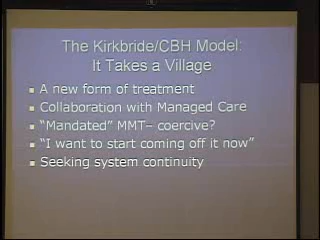 The Kirkbride/CBH Model:
It Takes a Village
A new form of treatment
Collaboration with Managed Care
"Mandated" MMT– coercive?
"I want to start coming off it now"
Seeking system continuity